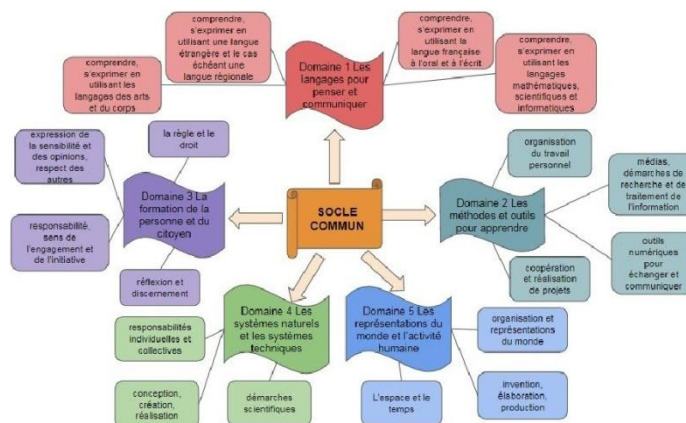 comprendre,
s'exprimer en
utilisant une langue
étrangère et le cas
échéant une
langue régionale
comprendre,
s'exprimer en
utilisant les
langages des arts
et du corps
Domaine 1 Les
langages pour
penser et
communiquer
comprendre,
s'exprimer en
utilisant la
langue française
à l'oral et à l'écrit
comprendre,
s'exprimer en
utilisant les
langages
mathématiques,
scientifiques et
informatiques
expression de
la sensibilité et
des opinions,
respect des
autres
la règle et le
droit
responsabilité,
sens de
l'engagement et
de l'initiative
Domaine 3 La
formation de la
personne et du
citoyen
réflexion et
discernement
SOCLE
COMMUN
organisation
du travail
personnel
Domaine 2 Les
méthodes et outils
pour apprendre
médias,
démarches de
recherche et de
traitement de
l'information
outils
numériques
pour
échanger et
communiquer
coopération
et réalisation
de projets
Domaine 4 Les
systèmes naturels
et les systèmes
techniques
responsabilités
individuelles et
collectives
conception,
création,
réalisation
démarches
scientifiques
Domaine 5 Les
représentations du
monde et l'activité
humaine
organisation et
représentations
du monde
L'espace et le
temps
invention,
élaboration,
production